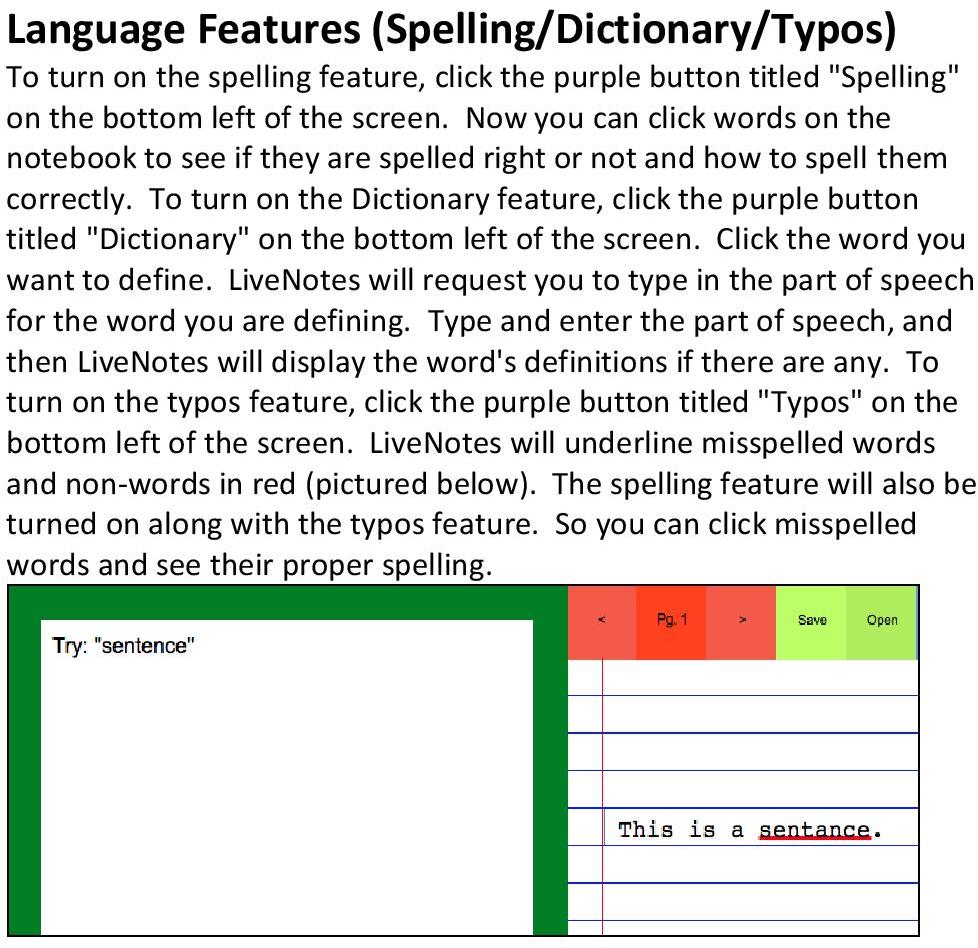 Language Features (Spelling/Dictionary/Typos)
To turn on the spelling feature, click the purple button titled "Spelling"
on the bottom left of the screen.  Now you can click words on the
notebook to see if they are spelled right or not and how to spell them
correctly.  To turn on the Dictionary feature, click the purple button
titled "Dictionary" on the bottom left of the screen.  Click the word you
want to define.  LiveNotes will request you to type in the part of speech
for the word you are defining.  Type and enter the part of speech, and
then LiveNotes will display the word's definitions if there are any.  To
turn on the typos feature, click the purple button titled "Typos" on the
bottom left of the screen.  LiveNotes will underline misspelled words
and non-words in red (pictured below).  The spelling feature will also be
turned on along with the typos feature.  So you can click misspelled
words and see their proper spelling.
< Pg. 1 > Save Open
Try: "sentence"
This is a sentance.